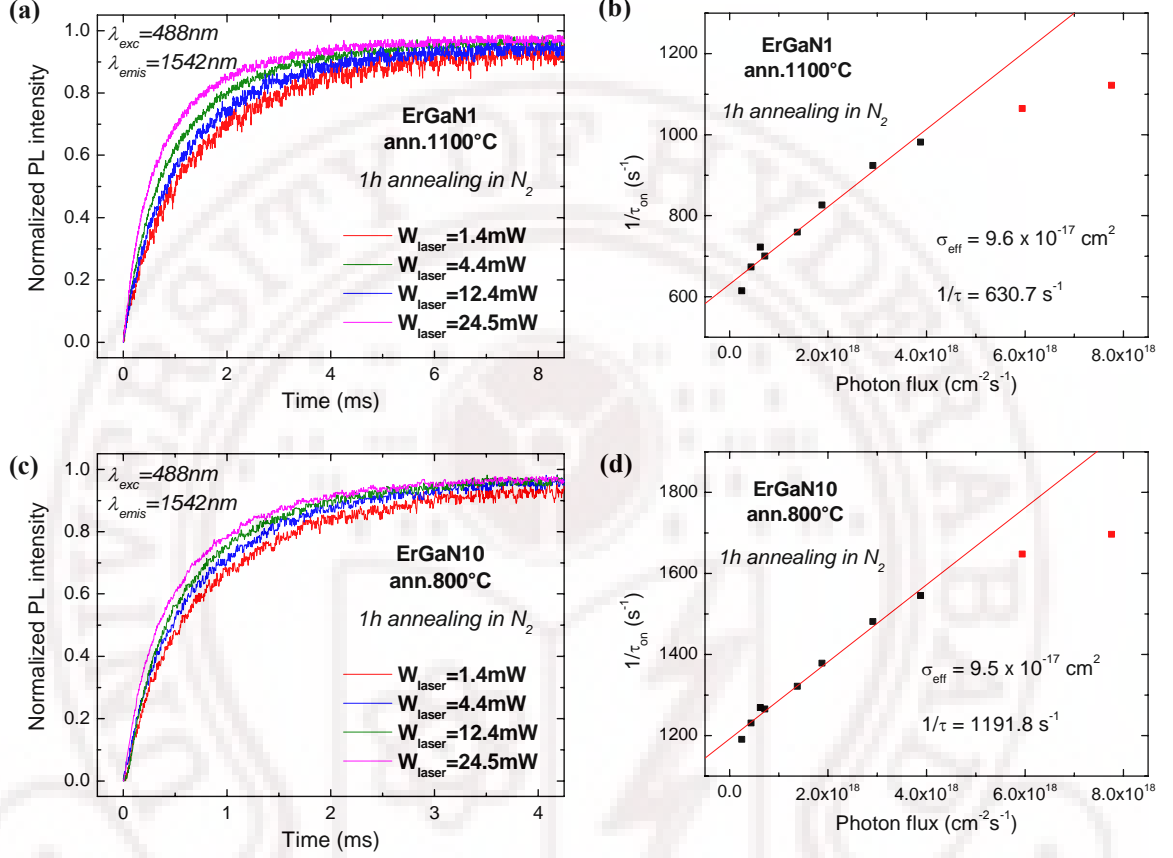 (a)
λexc=488nm
λemis=1542nm
ErGaN1
ann.1100°C
1h annealing in N2
Wlaser=1.4mW
Wlaser=4.4mW
Wlaser=12.4mW
Wlaser=24.5mW
Normalized PL intensity
1.0
0.8
0.6
0.4
0.2
0.0
0 2 4 6 8
Time (ms)
(b)
ErGaN1
ann.1100°C
1h annealing in N2
σeff = 9.6 x 10-17 cm2
1/τ = 630.7 s-1
1/τon (s-1)
1200
1000
800
600
0.0 2.0x1018 4.0x1018 6.0x1018 8.0x1018
Photon flux (cm-2s-1)
(c)
λexc=488nm
λemis=1542nm
ErGaN10
ann.800°C
1h annealing in N2
Wlaser=1.4mW
Wlaser=4.4mW
Wlaser=12.4mW
Wlaser=24.5mW
Normalized PL intensity
1.0
0.8
0.6
0.4
0.2
0.0
0 1 2 3 4
Time (ms)
(d)
ErGaN10
ann.800°C
1h annealing in N2
σeff = 9.5 x 10-17 cm2
1/τ = 1191.8 s-1
1/τon (s-1)
1800
1600
1400
1200
0.0 2.0x1018 4.0x1018 6.0x1018 8.0x1018
Photon flux (cm-2s-1)